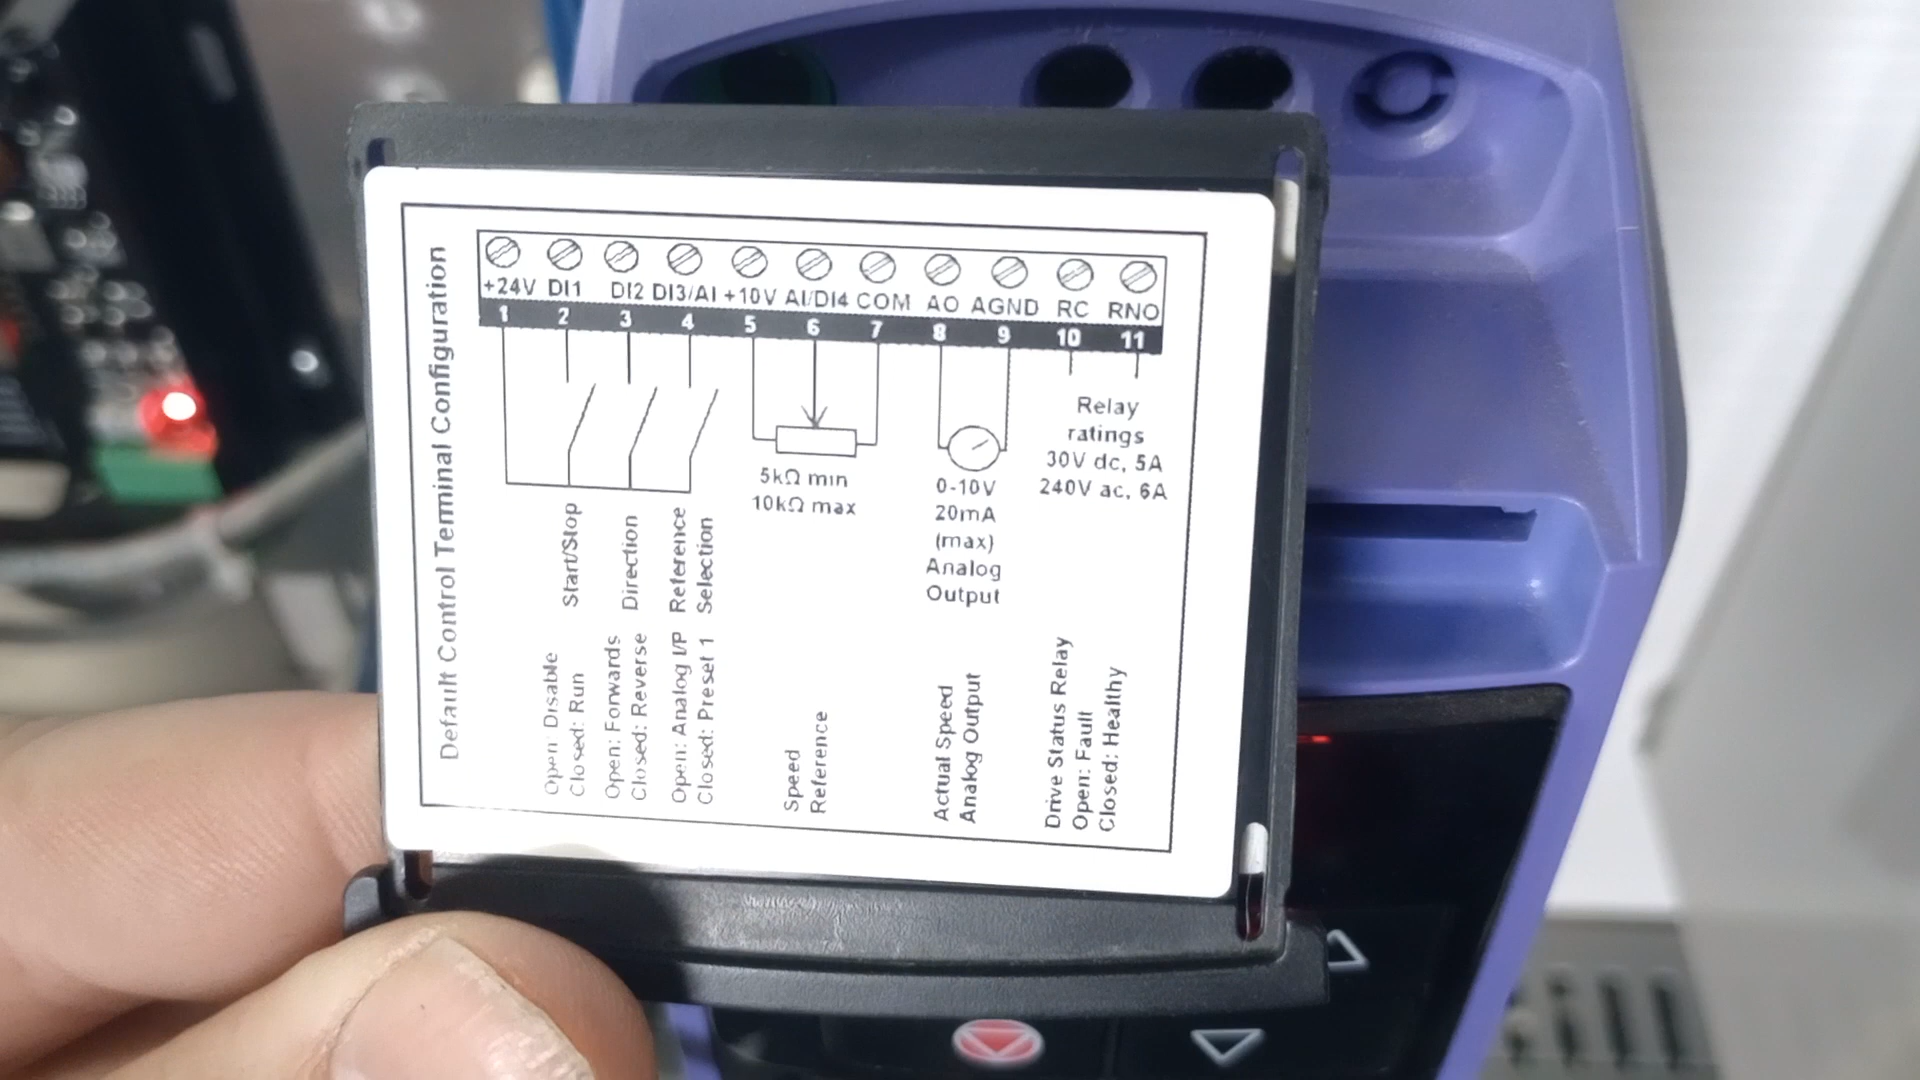 Default Control Terminal Configuration
+24V DI1 DI2 DI3/AI +10V AI/DI4 COM AO AGND RC RNO
1 2 3 4 5 6 7 8 9 10 11
Start/Stop
Open: Disable
Closed: Run
Direction
Open: Forwards
Closed: Reverse
Reference
Selection
Open: Analog I/P
Closed: Preset 1
5kΩ min
10kΩ max
Speed
Reference
0-10V
20mA
(max)
Analog
Output
Actual Speed
Analog Output
Relay
ratings
30V dc, 5A
240V ac, 6A
Drive Status Relay
Open: Fault
Closed: Healthy